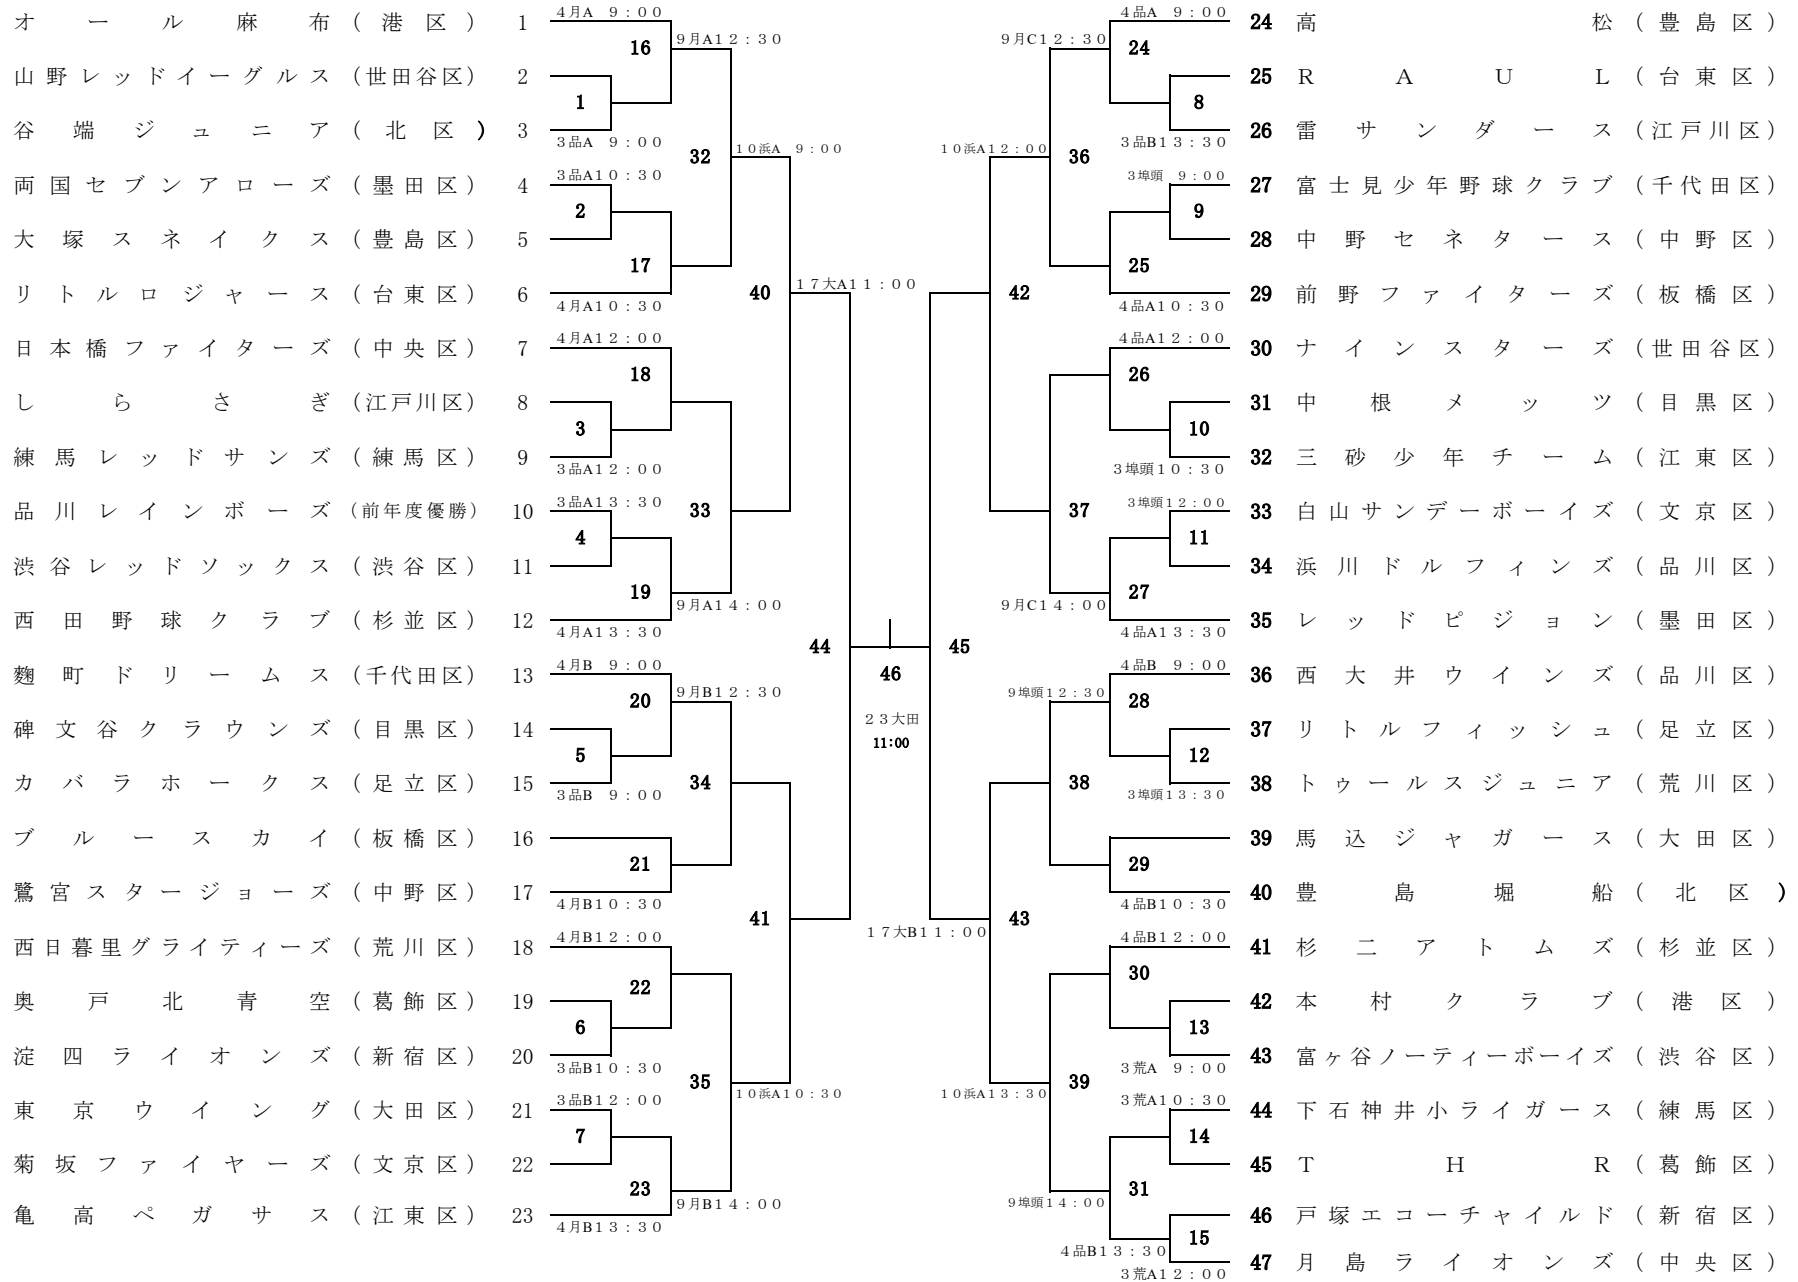 オール麻布(港区) 1
4月A 9:00
16
9月A12:30
山野レッドイーグルス(世田谷区) 2
1
谷端ジュニア(北区) 3
3品A 9:00
32
10浜A 9:00
両国セブンアローズ(墨田区) 4
3品A10:30
2
大塚スネイクス(豊島区) 5
17
リトルロジャース(台東区) 6
4月A10:30
40
17大A11:00
日本橋ファイターズ(中央区) 7
4月A12:00
18
しらさぎ(江戸川区) 8
3
練馬レッドサンズ(練馬区) 9
3品A12:00
品川レインボーズ(前年度優勝) 10
3品A13:30
33
4
渋谷レッドソックス(渋谷区) 11
19
9月A14:00
西田野球クラブ(杉並区) 12
4月A13:30
44
麴町ドリームス(千代田区) 13
4月B 9:00
20
9月B12:30
碑文谷クラウンズ(目黒区) 14
5
カバラホークス(足立区) 15
3品B 9:00
34
ブルースカイ(板橋区) 16
21
鷺宮スタージョーズ(中野区) 17
4月B10:30
41
西日暮里グライティーズ(荒川区) 18
4月B12:00
22
奥戸北青空(葛飾区) 19
6
淀四ライオンズ(新宿区) 20
3品B10:30
35
10浜A10:30
東京ウイング(大田区) 21
3品B12:00
7
菊坂ファイヤーズ(文京区) 22
23
9月B14:00
亀高ペガサス(江東区) 23
4月B13:30
46
23大田
11:00
4品A 9:00
24 高松(豊島区)
9月C12:30
24
25 RAUL(台東区)
8
26 雷サンダース(江戸川区)
3品B13:30
10浜A12:00
36
3埠頭 9:00
27 富士見少年野球クラブ(千代田区)
9
28 中野セネタース(中野区)
25
29 前野ファイターズ(板橋区)
4品A10:30
42
4品A12:00
30 ナインスターズ(世田谷区)
26
31 中根メッツ(目黒区)
10
32 三砂少年チーム(江東区)
3埠頭10:30
37
3埠頭12:00
33 白山サンデーボーイズ(文京区)
11
34 浜川ドルフィンズ(品川区)
27
9月C14:00
35 レッドピジョン(墨田区)
4品A13:30
45
4品B 9:00
36 西大井ウインズ(品川区)
9埠頭12:30
28
37 リトルフィッシュ(足立区)
12
38 トゥールスジュニア(荒川区)
3埠頭13:30
38
39 馬込ジャガース(大田区)
29
40 豊島堀船(北区)
4品B10:30
17大B11:00
43
4品B12:00
41 杉二アトムズ(杉並区)
30
42 本村クラブ(港区)
13
43 富ヶ谷ノーティーボーイズ(渋谷区)
3荒A 9:00
10浜A13:30
39
3荒A10:30
44 下石神井小ライガース(練馬区)
14
45 THR(葛飾区)
31
9埠頭14:00
46 戸塚エコーチャイルド(新宿区)
15
4品B13:30
47 月島ライオンズ(中央区)
3荒A12:00